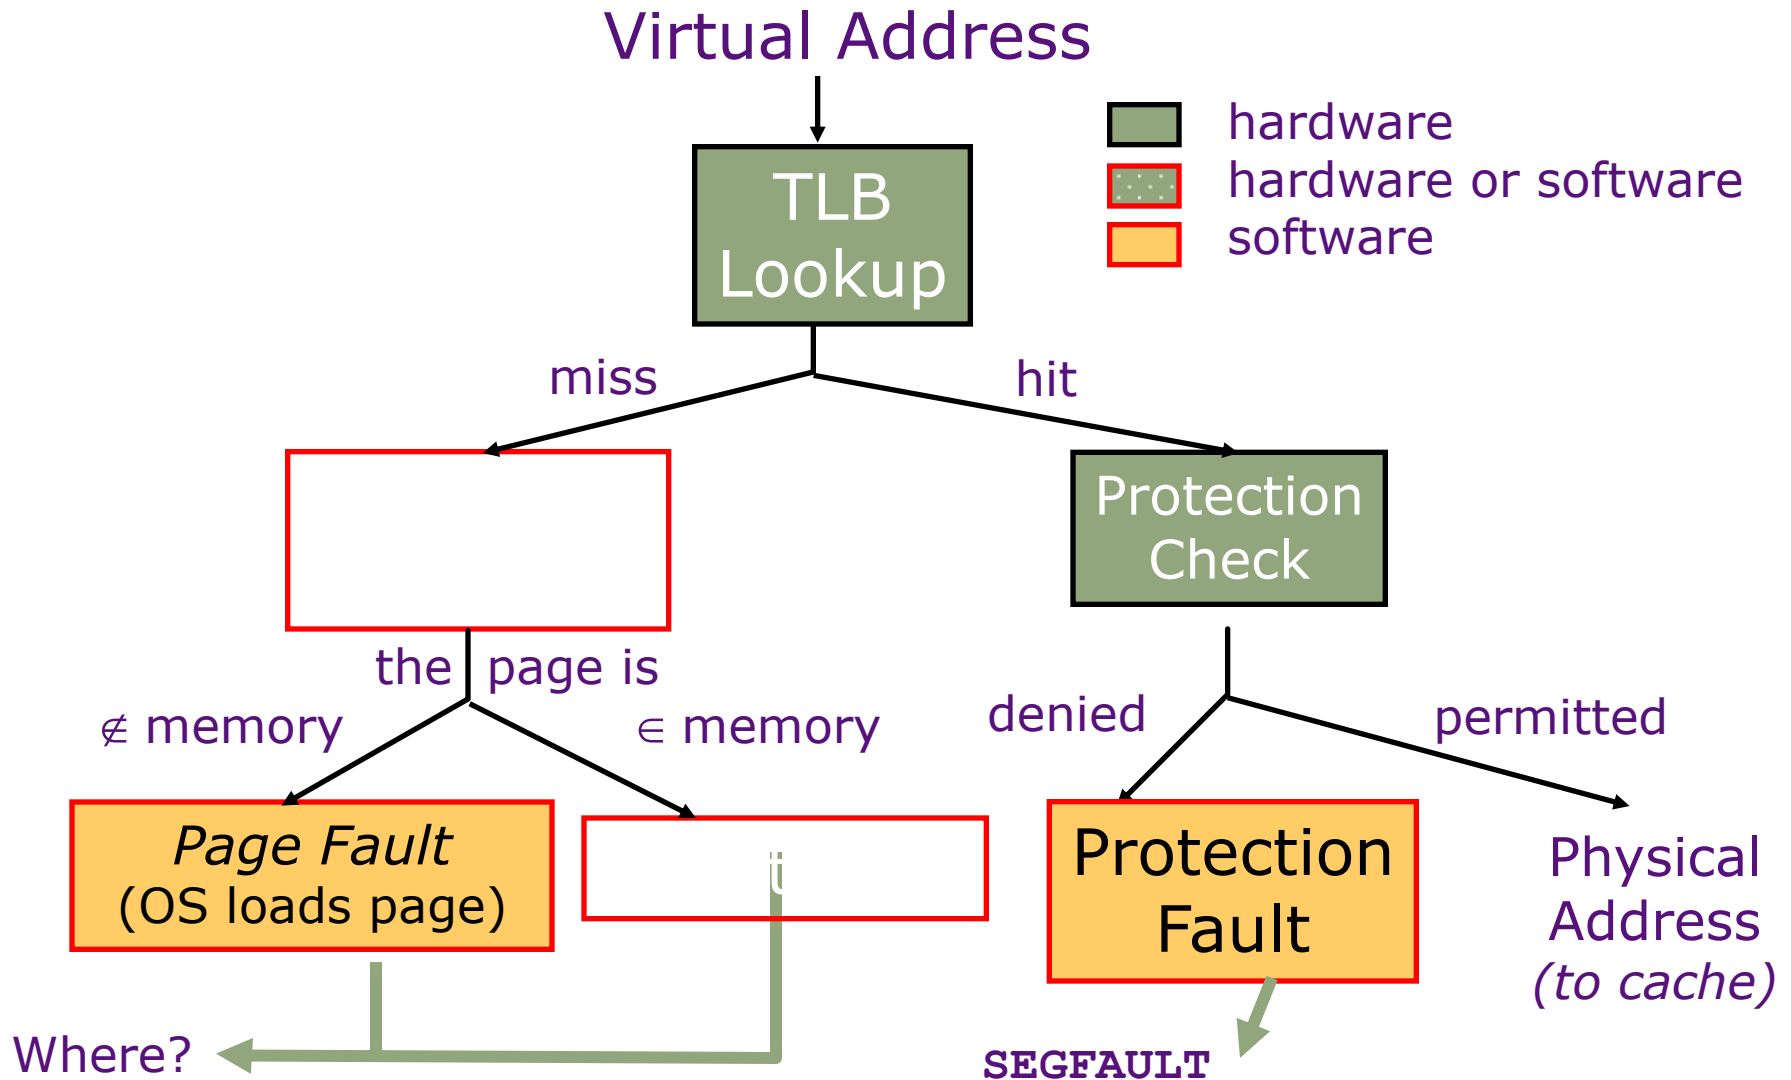 Virtual Address
hardware
hardware or software
software
TLB
Lookup
miss
hit
Protection
Check
the page is
∉ memory
∈ memory
denied
permitted
Page Fault
(OS loads page)
Protection
Fault
Physical
Address
(to cache)
Where?
SEGFAULT